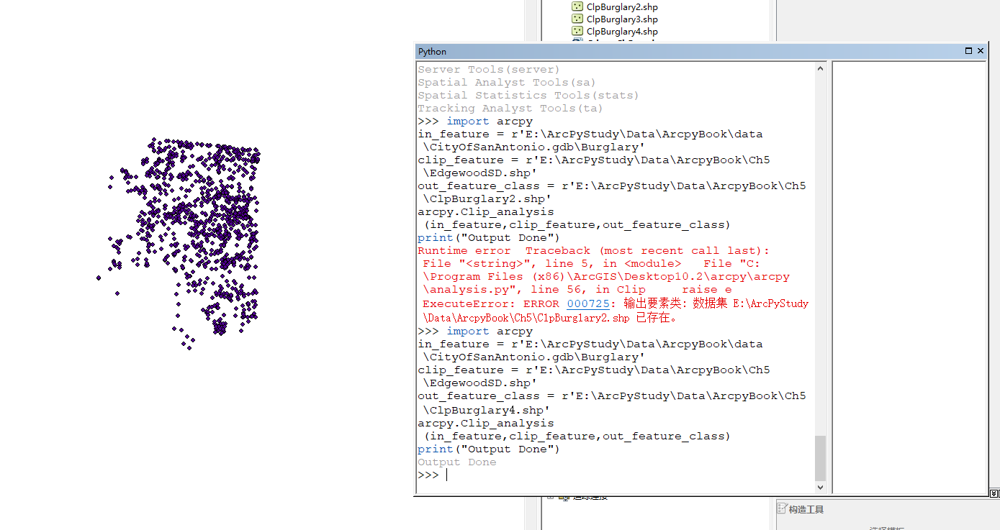 ClpBurglary2.shp
ClpBurglary3.shp
ClpBurglary4.shp
Python
Server Tools(server)
Spatial Analyst Tools(sa)
Spatial Statistics Tools(stats)
Tracking Analyst Tools(ta)
>>> import arcpy
in_feature = r'E:\ArcPyStudy\Data\ArcpyBook\data
\CityOfSanAntonio.gdb\Burglary'
clip_feature = r'E:\ArcPyStudy\Data\ArcpyBook\Ch5
\EdgewoodSD.shp'
out_feature_class = r'E:\ArcPyStudy\Data\ArcpyBook\Ch5
\ClpBurglary2.shp'
arcpy.Clip_analysis
(in_feature,clip_feature,out_feature_class)
print("Output Done")
Runtime error  Traceback (most recent call last):
File "<string>", line 5, in <module>   File "C:
\Program Files (x86)\ArcGIS\Desktop10.2\arcpy\arcpy
\analysis.py", line 56, in Clip     raise e
ExecuteError: ERROR 000725: 输出要素类: 数据集 E:\ArcPyStudy
\Data\ArcpyBook\Ch5\ClpBurglary2.shp 已存在。
>>> import arcpy
in_feature = r'E:\ArcPyStudy\Data\ArcpyBook\data
\CityOfSanAntonio.gdb\Burglary'
clip_feature = r'E:\ArcPyStudy\Data\ArcpyBook\Ch5
\EdgewoodSD.shp'
out_feature_class = r'E:\ArcPyStudy\Data\ArcpyBook\Ch5
\ClpBurglary4.shp'
arcpy.Clip_analysis
(in_feature,clip_feature,out_feature_class)
print("Output Done")
Output Done
>>>
构造工具